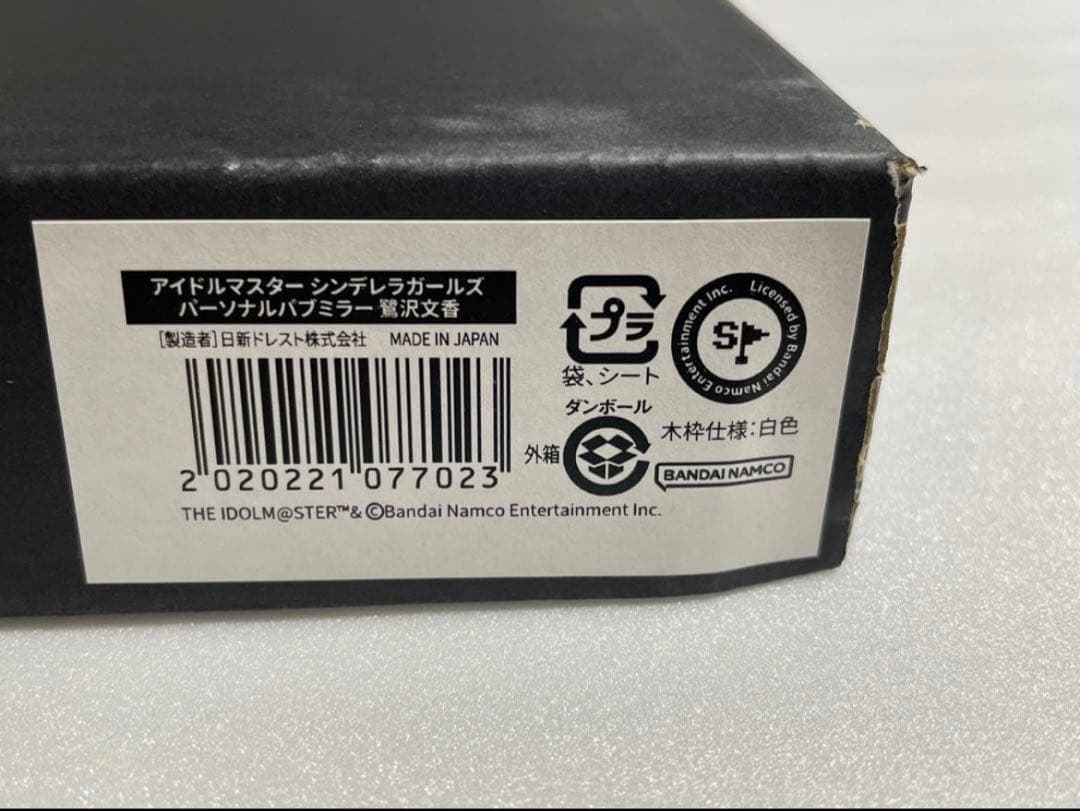 アイドルマスター シンデレラガールズ
パーソナルパブミラー 鷺沢文香
[製造者]日新ドレスト株式会社 MADE IN JAPAN
2 020221 077023
THE IDOLM@STER™& ©Bandai Namco Entertainment Inc.
プラ
袋、シート
Licensed by Bandai Namco Entertainment Inc.
S
ダンボール
外箱
木枠仕様:白色
BANDAI NAMCO